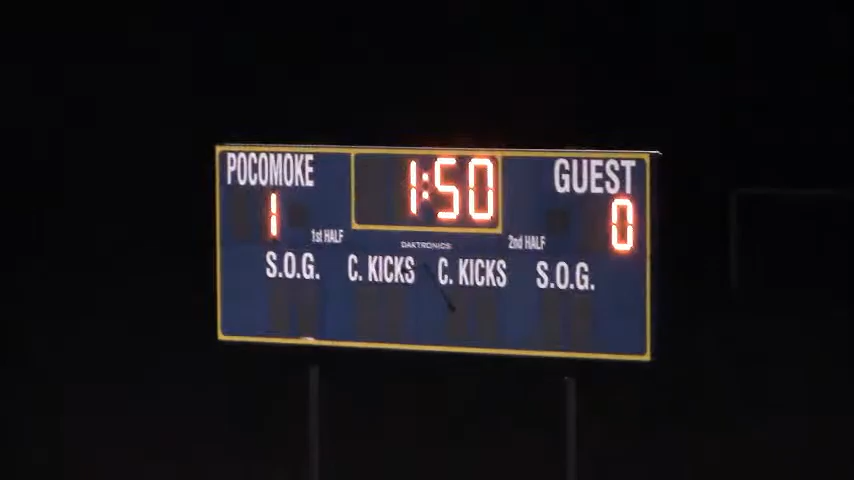 POCOMOKE 1:50 GUEST
1 0
1st HALF DAKTRONICS 2nd HALF
S.O.G. C. KICKS C. KICKS S.O.G.